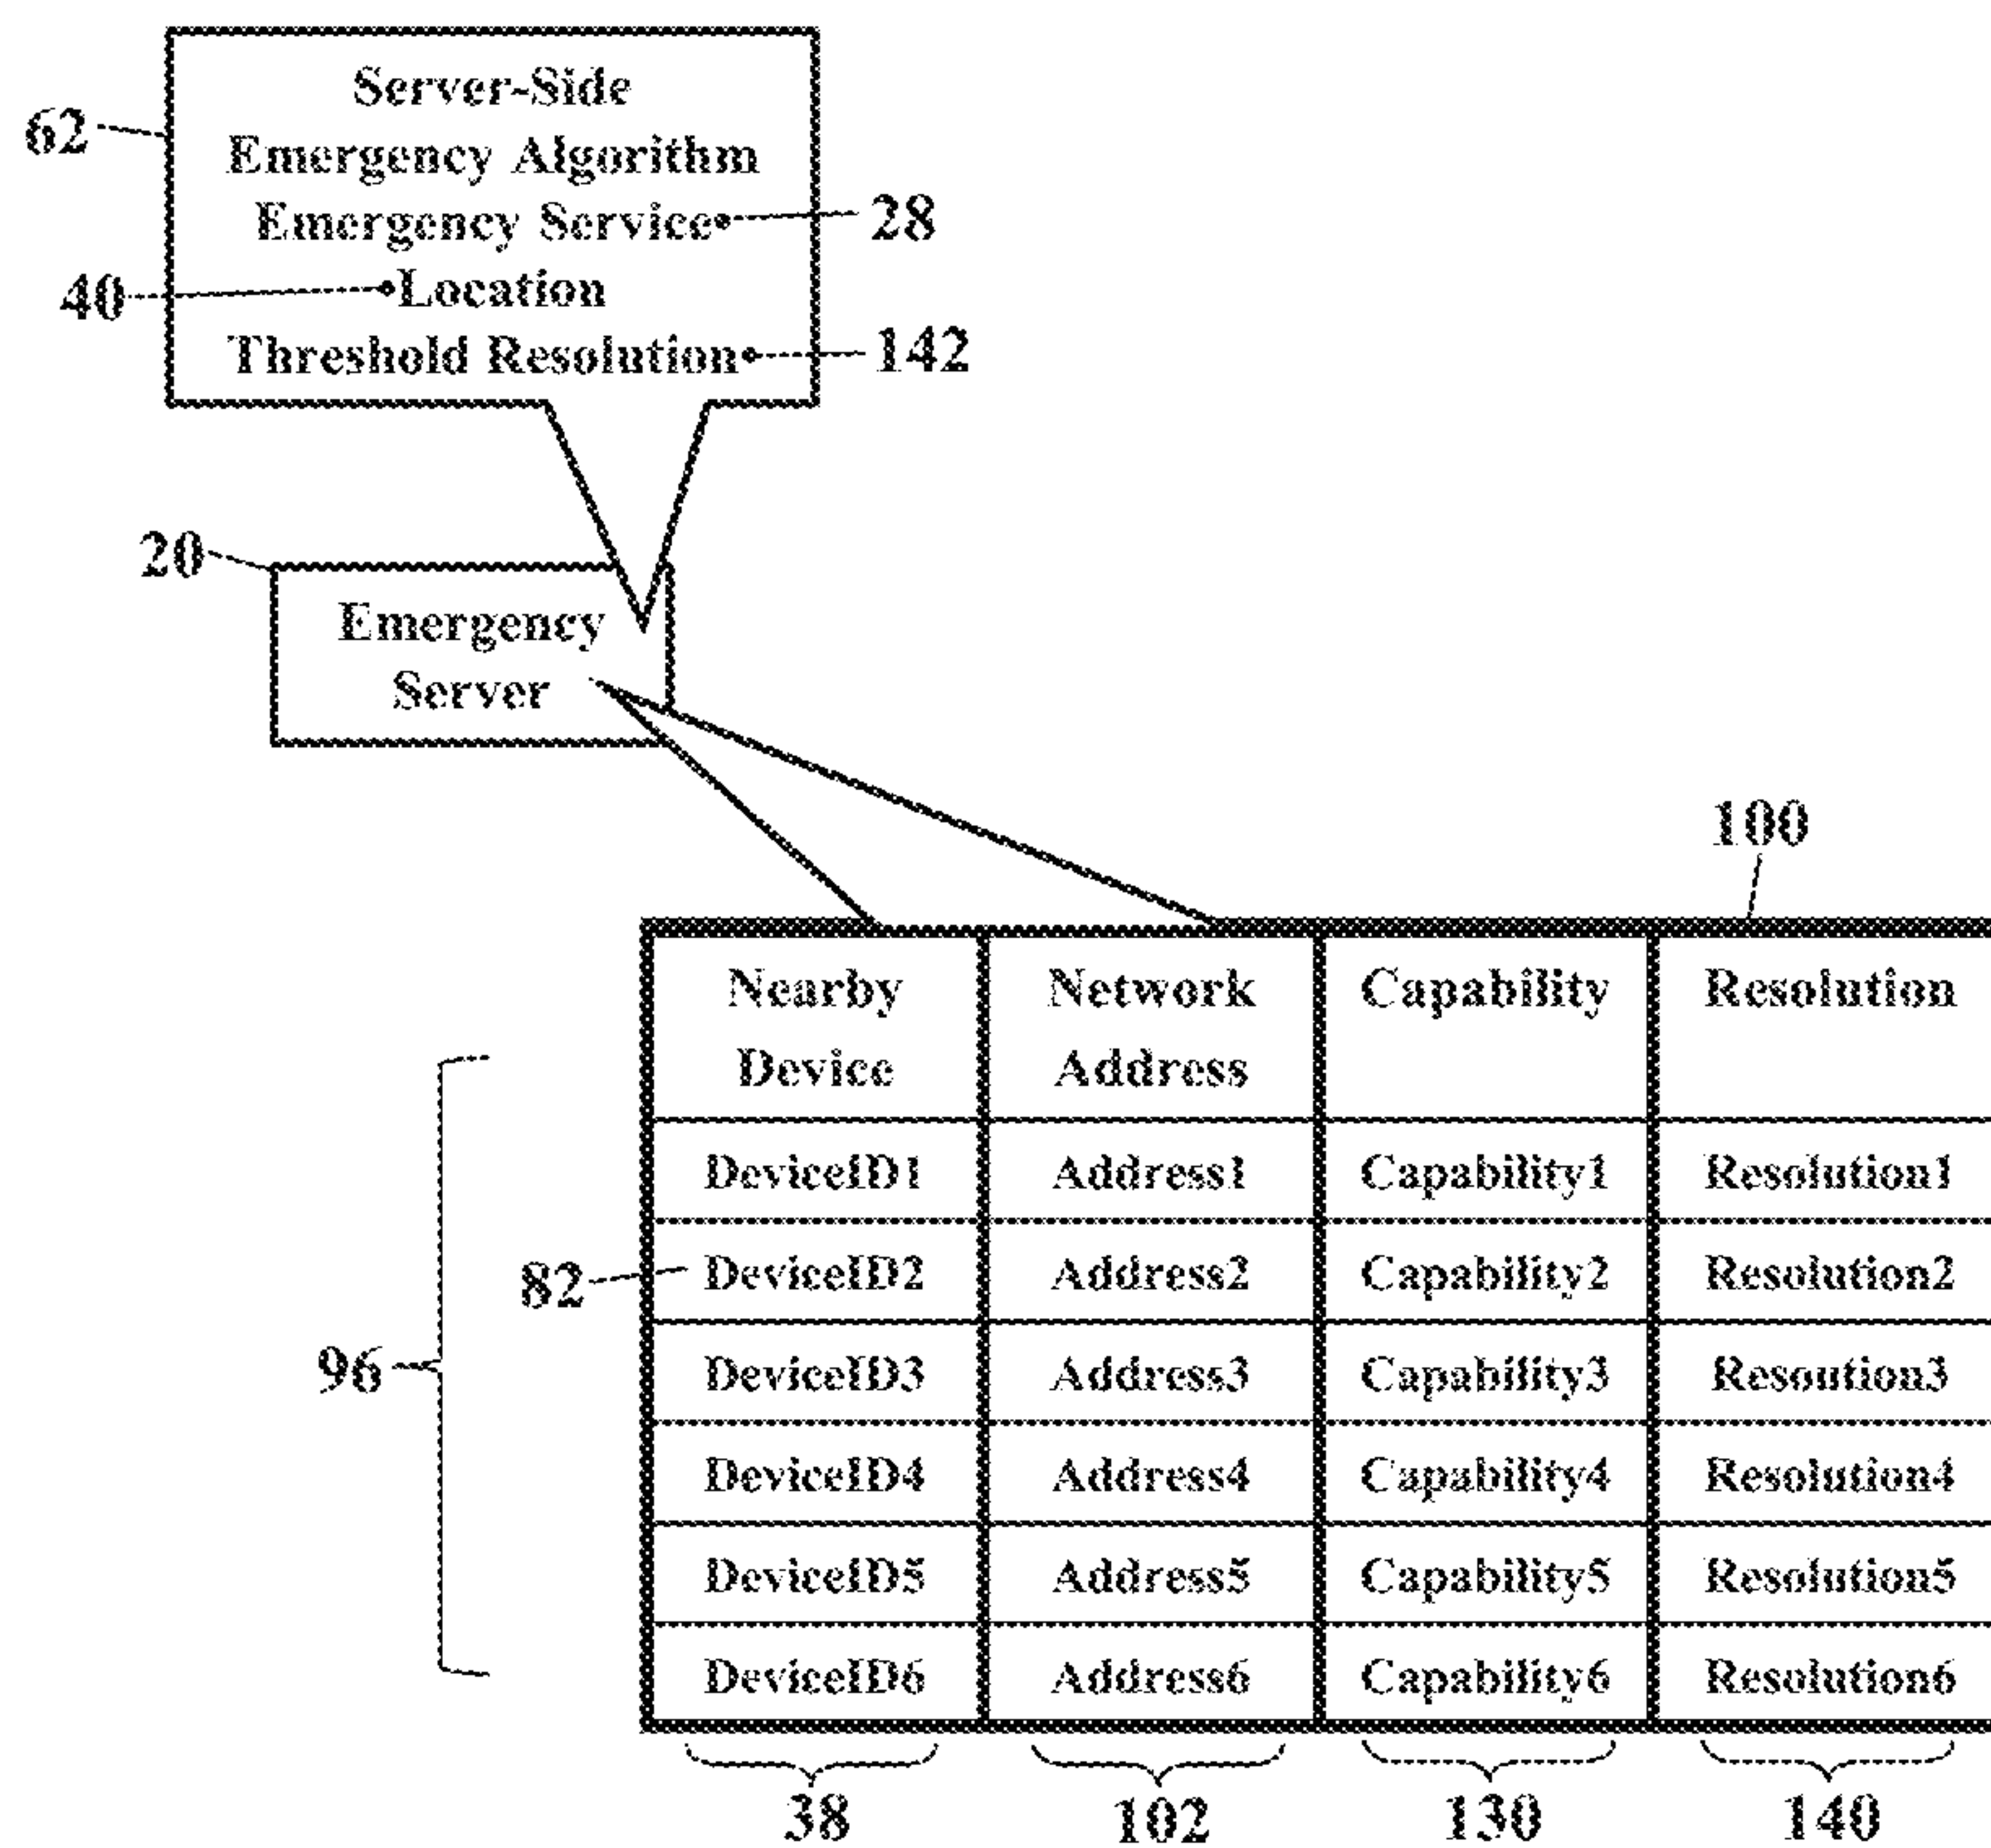 Server-Side
62
Emergency Algorithm
Emergency Service
28
40
Location
Threshold Resolution
142
20
Emergency
Server
100
Nearby Device
Network Address
Capability
Resolution
DeviceID1 Address1 Capability1 Resolution1
82
DeviceID2 Address2 Capability2 Resolution2
96
DeviceID3 Address3 Capability3 Resoution3
DeviceID4 Address4 Capability4 Resolution4
DeviceID5 Address5 Capability5 Resolution5
DeviceID6 Address6 Capability6 Resolution6
38 102 130 140